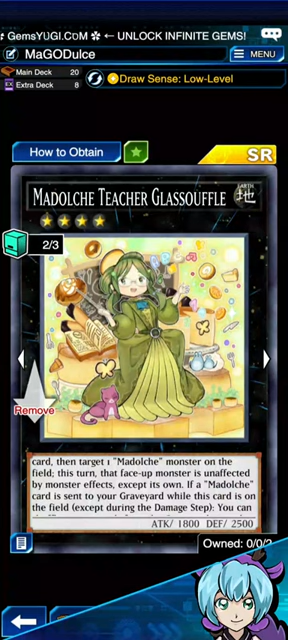 GemsYUGI.CᴜM ✽ ← UNLOCK INFINITE GEMS!
MaGODulce
MENU
Main Deck 20
EX Extra Deck 8
Draw Sense: Low-Level
How to Obtain
SR
MADOLCHE TEACHER GLASSOUFFLE
EARTH
地
2/3
Remove
card, then target 1 "Madolche" monster on the
field; this turn, that face-up monster is unaffected
by monster effects, except its own. If a "Madolche"
card is sent to your Graveyard while this card is on
the field (except during the Damage Step): You can
ATK/ 1800 DEF/ 2500
Owned: 0/0/2